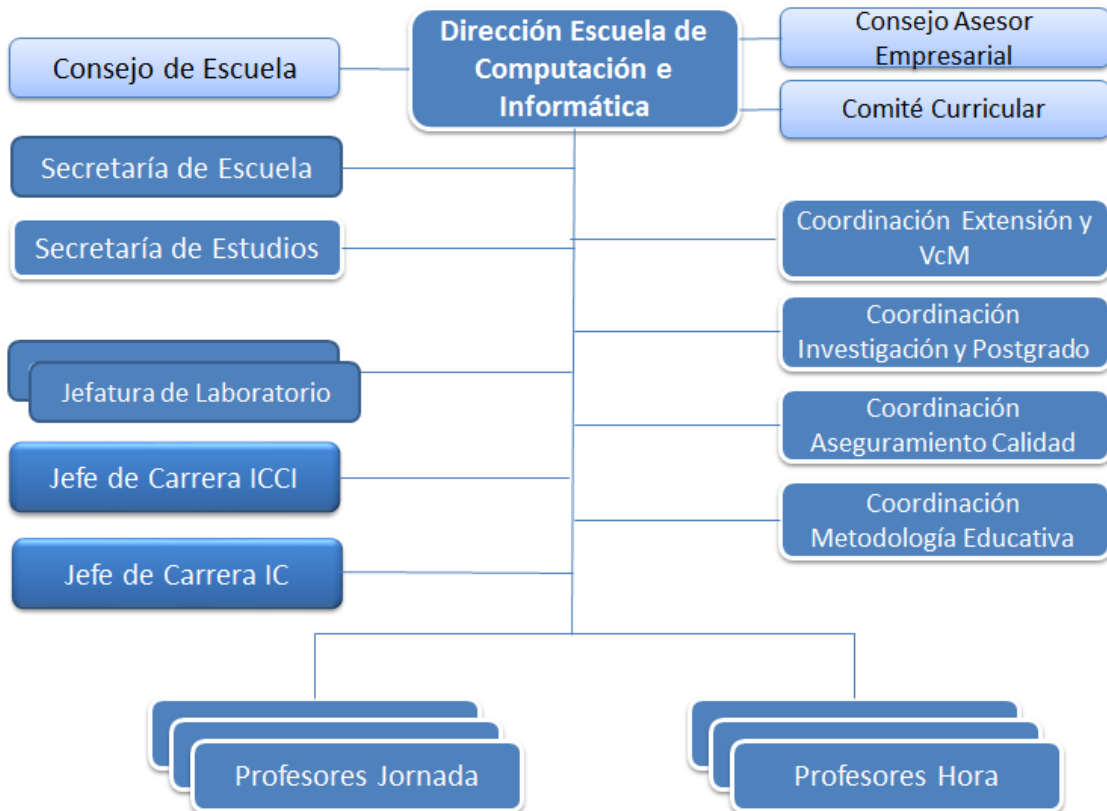 Dirección Escuela de
Computación e
Informática
Consejo de Escuela
Consejo Asesor
Empresarial
Comité Curricular
Secretaría de Escuela
Secretaría de Estudios
Coordinación Extensión y
VcM
Coordinación
Investigación y Postgrado
Jefatura de Laboratorio
Coordinación
Aseguramiento Calidad
Jefe de Carrera ICCI
Coordinación
Metodología Educativa
Jefe de Carrera IC
Profesores Jornada
Profesores Hora